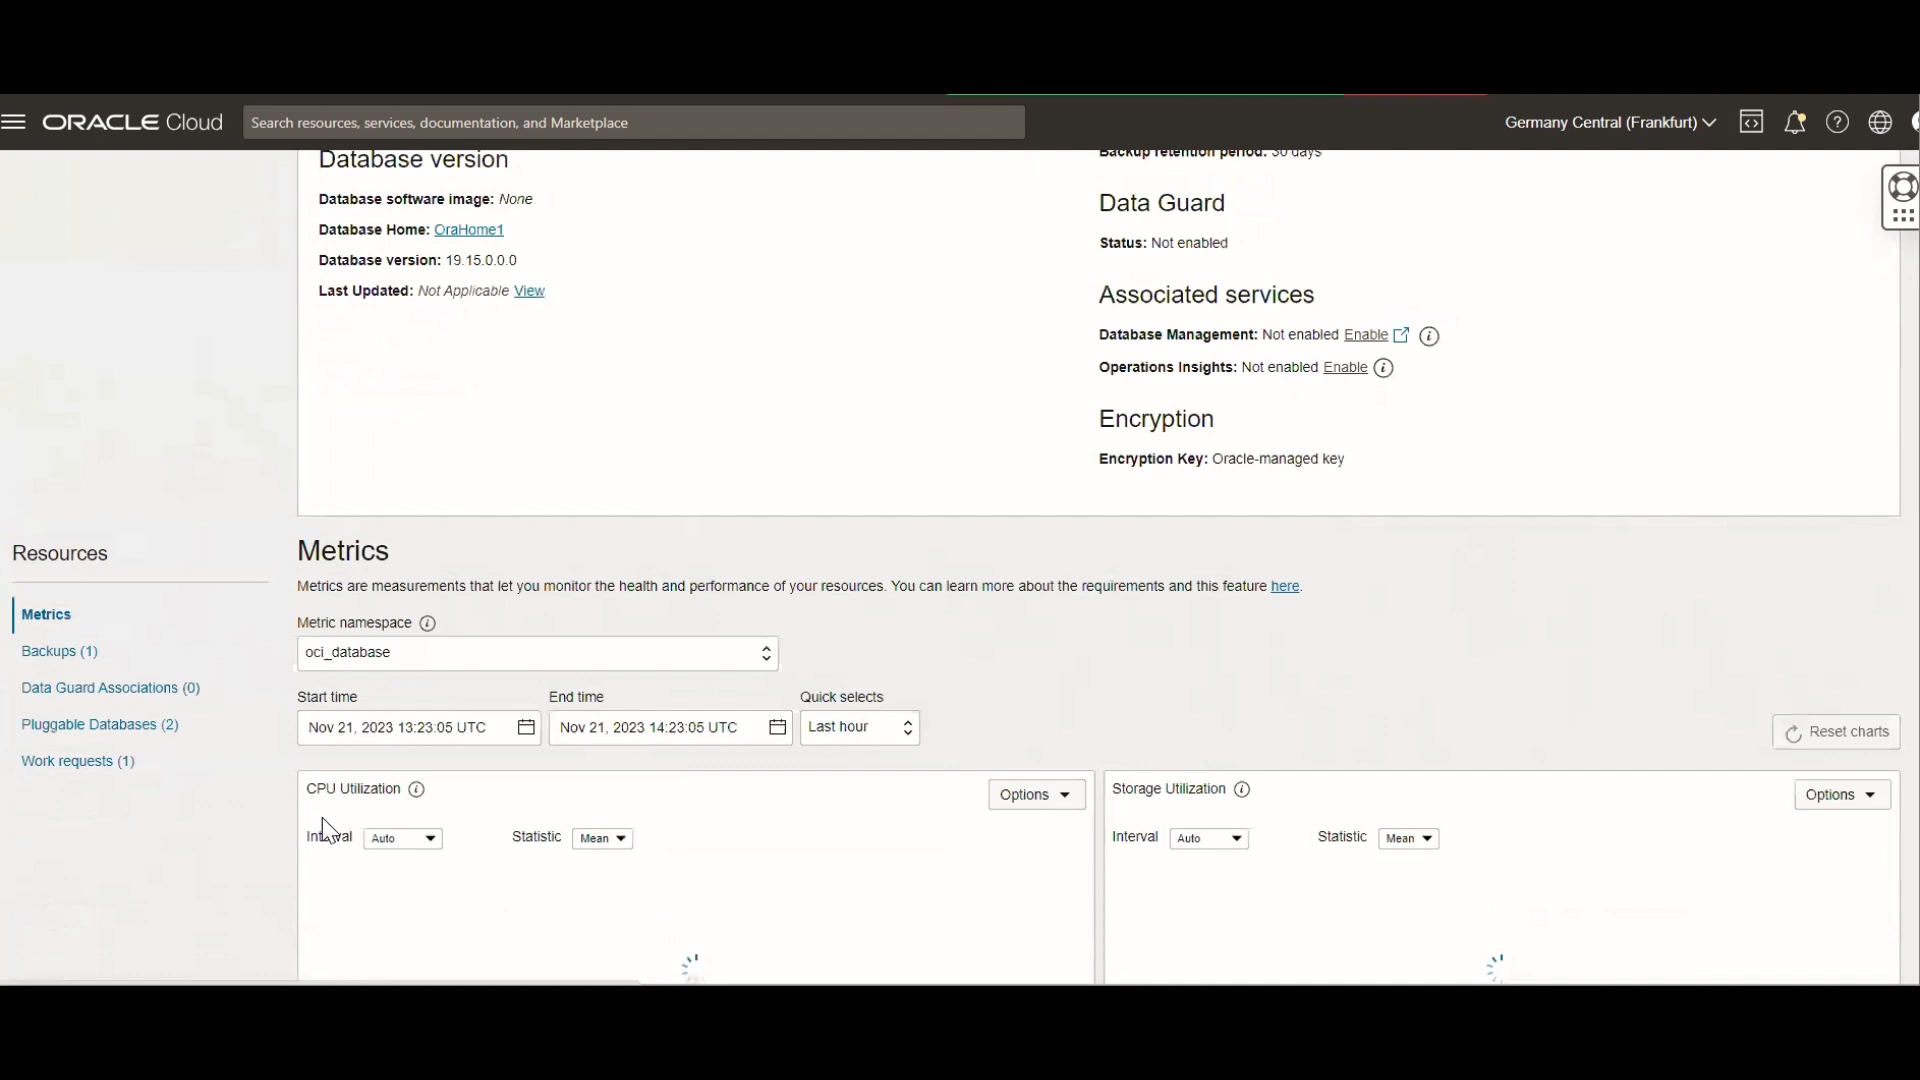 ORACLE Cloud
Search resources, services, documentation, and Marketplace
Germany Central (Frankfurt)
Database version
Database software image: None
Database Home: OraHome1
Database version: 19.15.0.0.0
Last Updated: Not Applicable View
Backup retention period: 30 days
Data Guard
Status: Not enabled
Associated services
Database Management: Not enabled Enable
Operations Insights: Not enabled Enable
Encryption
Encryption Key: Oracle-managed key
Resources
Metrics
Backups (1)
Data Guard Associations (0)
Pluggable Databases (2)
Work requests (1)
Metrics
Metrics are measurements that let you monitor the health and performance of your resources. You can learn more about the requirements and this feature here.
Metric namespace
oci_database
Start time
End time
Quick selects
Nov 21, 2023 13:23:05 UTC
Nov 21, 2023 14:23:05 UTC
Last hour
Reset charts
CPU Utilization
Options
Interval
Auto
Statistic
Mean
Storage Utilization
Options
Interval
Auto
Statistic
Mean